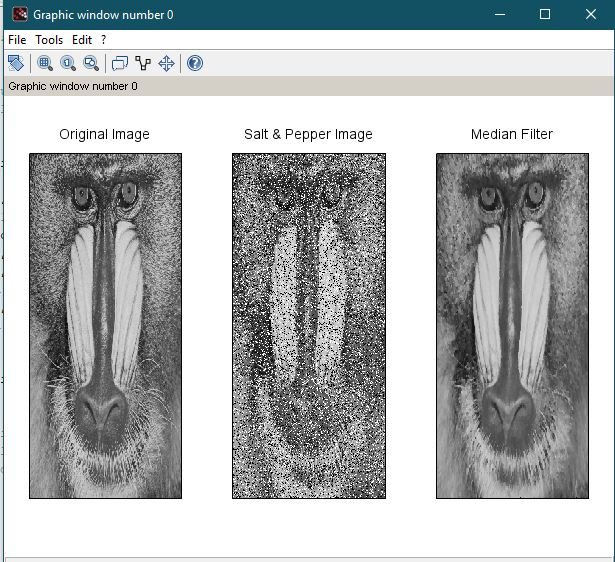 Graphic window number 0
File Tools Edit ?
Graphic window number 0
Original Image Salt & Pepper Image Median Filter